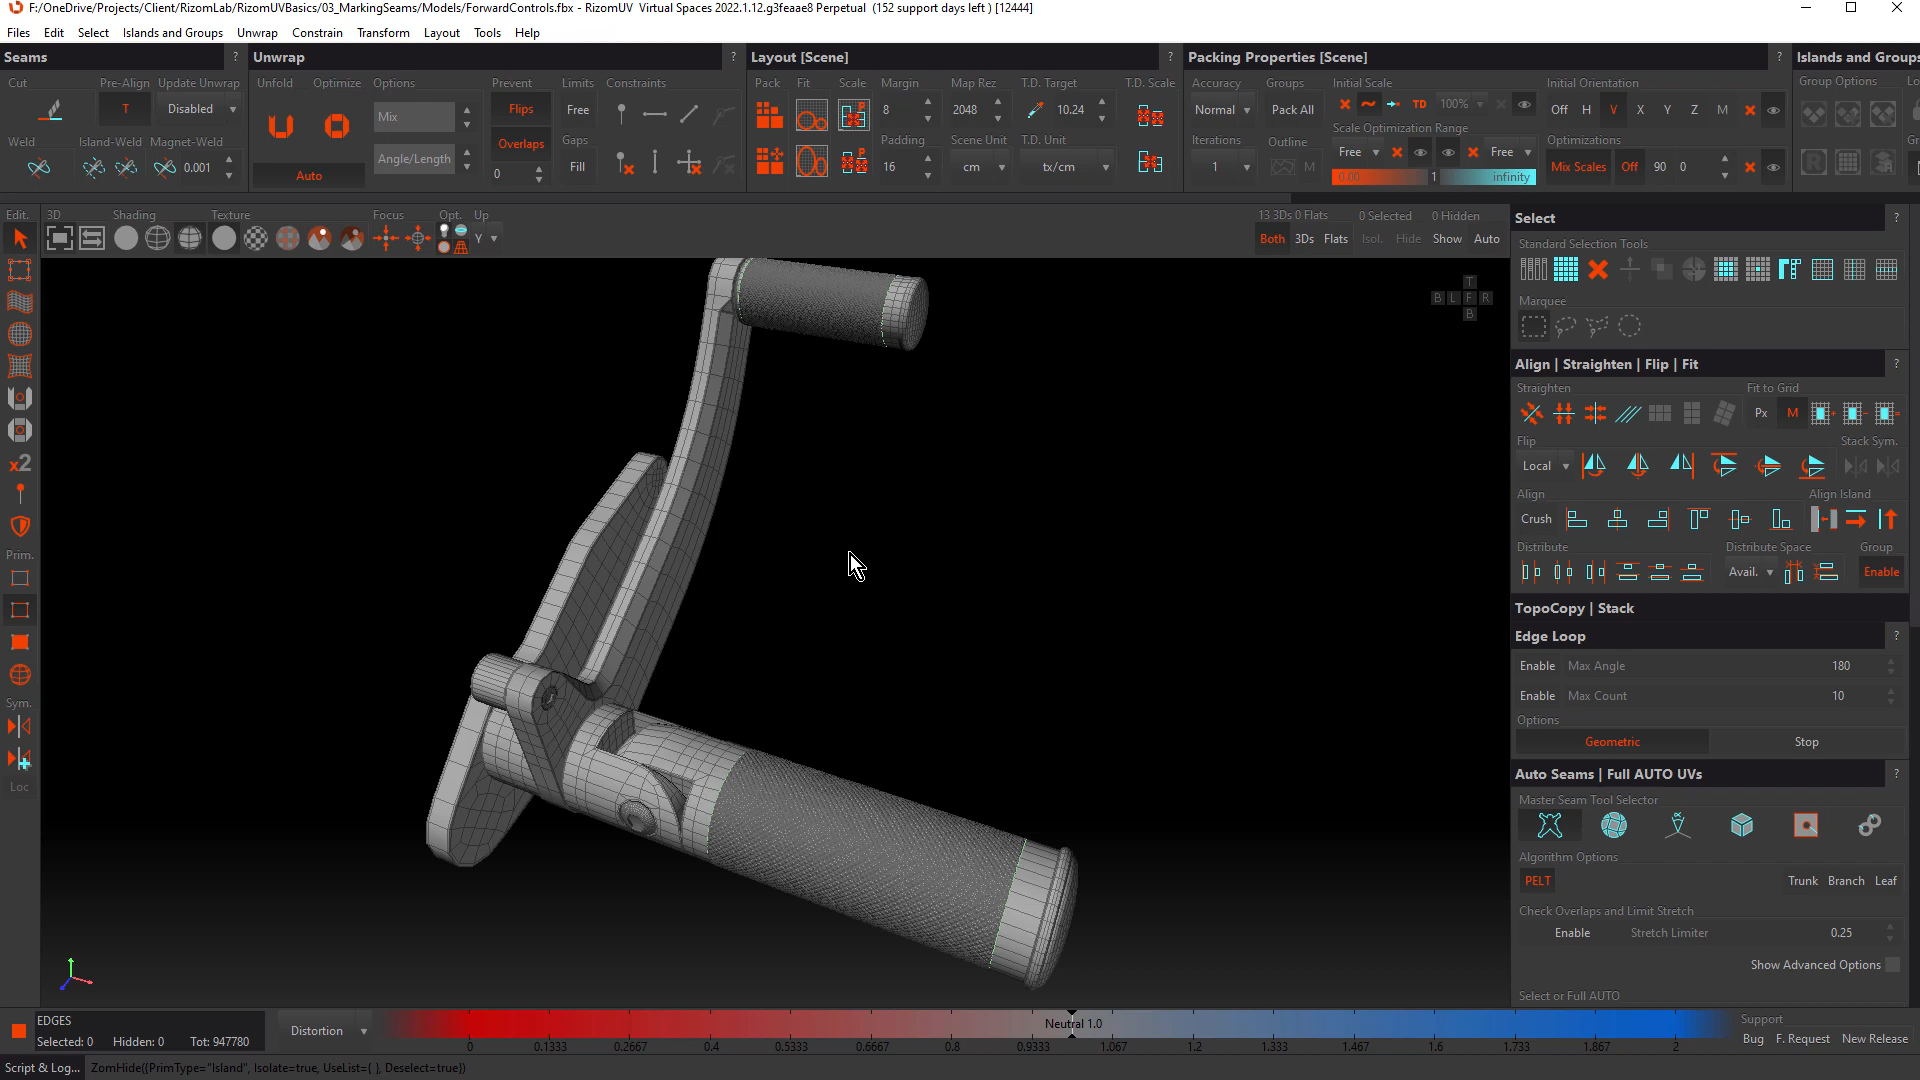 F:/OneDrive/Projects/Client/RizomLab/RizomUVBasics/03_MarkingSeams/Models/ForwardControls.fbx - RizomUV Virtual Spaces 2022.1.12.g3feaae8 Perpetual (152 support days left ) [12444]
Files Edit Select Islands and Groups Unwrap Constrain Transform Layout Tools Help
Seams ? Unwrap ? Layout [Scene] ? Packing Properties [Scene] ? Islands and Groups
Cut Pre-Align Update Unwrap Unfold Optimize Options Prevent Limits Constraints Pack Fit Scale Margin Map Rez T.D. Target T.D. Scale Accuracy Groups Initial Scale Initial Orientation Group Options
T Disabled Mix Flips Free 8 2048 10.24 Normal Pack All TD 100% Off H V X Y Z M
Weld Island-Weld Magnet-Weld Overlaps Gaps Padding Scene Unit T.D. Unit Iterations Outline Scale Optimization Range Optimizations
0.001 Auto Angle/Length 0 Fill 16 cm tx/cm 1 M Free Free Mix Scales Off 90 0
0.00 1 infinity
Edit. 3D Shading Texture Focus Opt. Up 13 3Ds 0 Flats 0 Selected 0 Hidden
Y Both 3Ds Flats Isol. Hide Show Auto
Select ?
Standard Selection Tools
Marquee
T
B L F R
B
Align | Straighten | Flip | Fit ?
Straighten Fit to Grid
Px M
Flip Stack Sym.
Local
Align Align Island
Crush
Distribute Distribute Space Group
Avail. Enable
TopoCopy | Stack
Edge Loop ?
Enable Max Angle 180
Enable Max Count 10
Options
Geometric Stop
Auto Seams | Full AUTO UVs ?
Master Seam Tool Selector
Algorithm Options
PELT Trunk Branch Leaf
Check Overlaps and Limit Stretch
Enable Stretch Limiter 0.25
Show Advanced Options
Select or Full AUTO
x2
Prim.
Sym.
Loc
EDGES
Selected: 0 Hidden: 0 Tot: 947780
Distortion
Neutral 1.0
0 0.1333 0.2667 0.4 0.5333 0.6667 0.8 0.9333 1.067 1.2 1.333 1.467 1.6 1.733 1.867 2
Support
Bug F. Request New Release
Script & Log... ZomHide({PrimType="Island", Isolate=true, UseList={ }, Deselect=true})